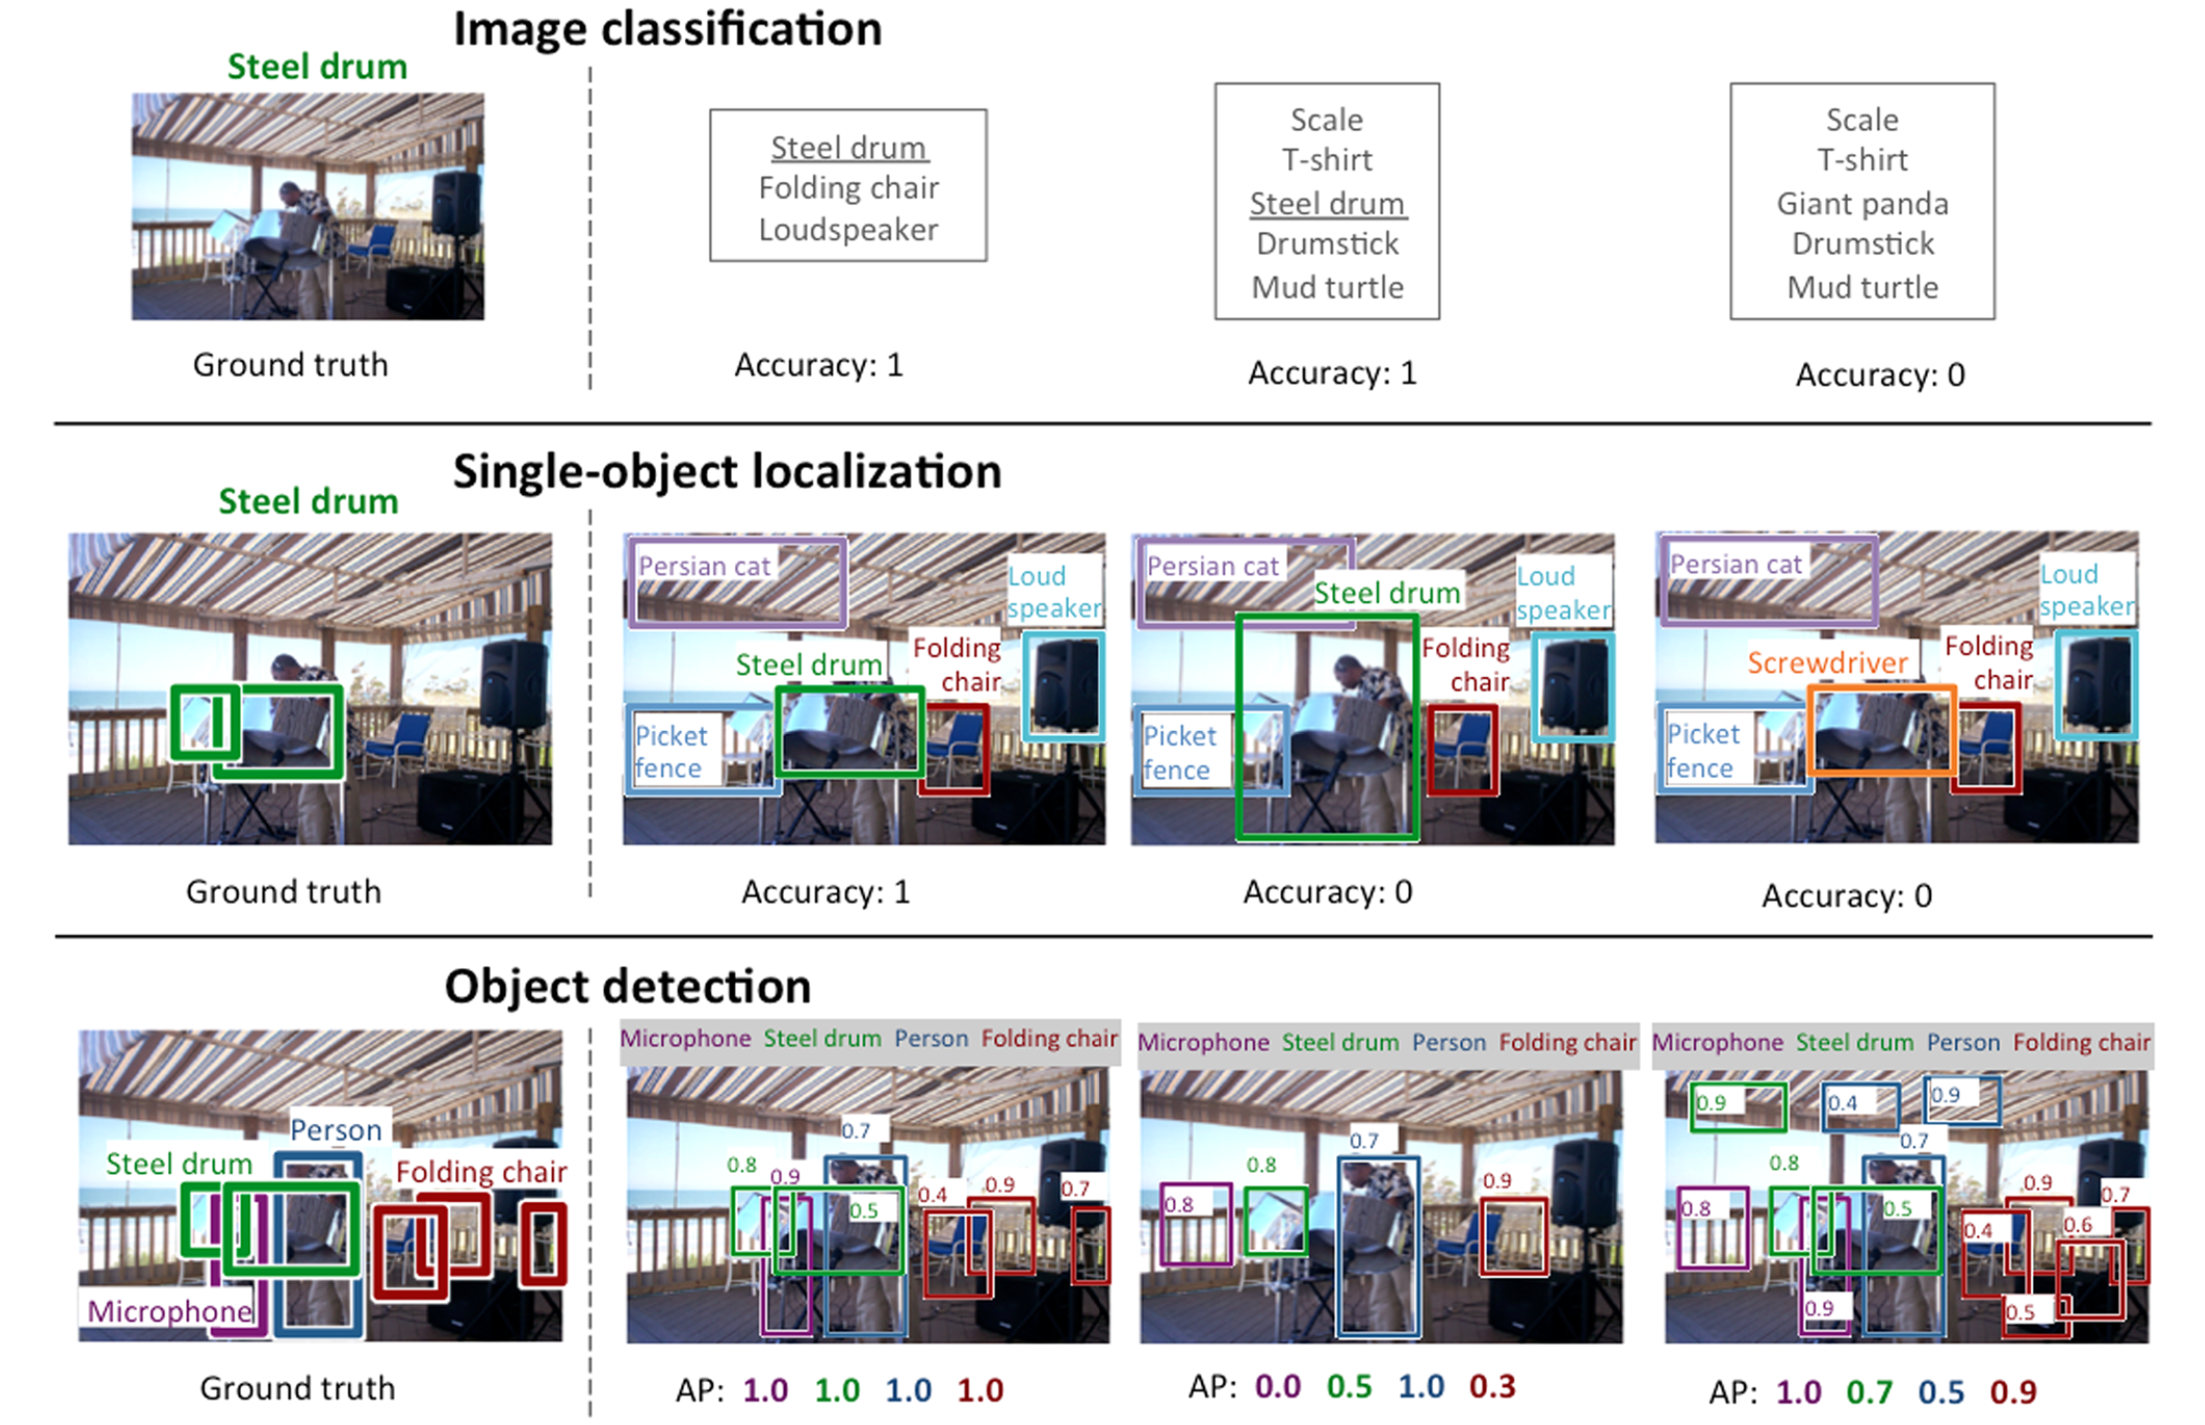 Image classification
Steel drum
Steel drum
Folding chair
Loudspeaker
Scale
T-shirt
Steel drum
Drumstick
Mud turtle
Scale
T-shirt
Giant panda
Drumstick
Mud turtle
Ground truth
Accuracy: 1
Accuracy: 1
Accuracy: 0
Single-object localization
Steel drum
Persian cat
Loud
speaker
Steel drum
Folding
chair
Picket
fence
Persian cat
Steel drum
Loud
speaker
Folding
chair
Picket
fence
Persian cat
Loud
speaker
Screwdriver
Folding
chair
Picket
fence
Ground truth
Accuracy: 1
Accuracy: 0
Accuracy: 0
Object detection
Person
Steel drum
Folding chair
Microphone
Microphone Steel drum Person Folding chair
0.7
0.8
0.9
0.5
0.4
0.9
0.7
Microphone Steel drum Person Folding chair
0.7
0.8
0.8
0.9
Microphone Steel drum Person Folding chair
0.9
0.4
0.9
0.7
0.8
0.8
0.5
0.9
0.7
0.4
0.6
0.9
0.5
Ground truth
AP: 1.0 1.0 1.0 1.0
AP: 0.0 0.5 1.0 0.3
AP: 1.0 0.7 0.5 0.9